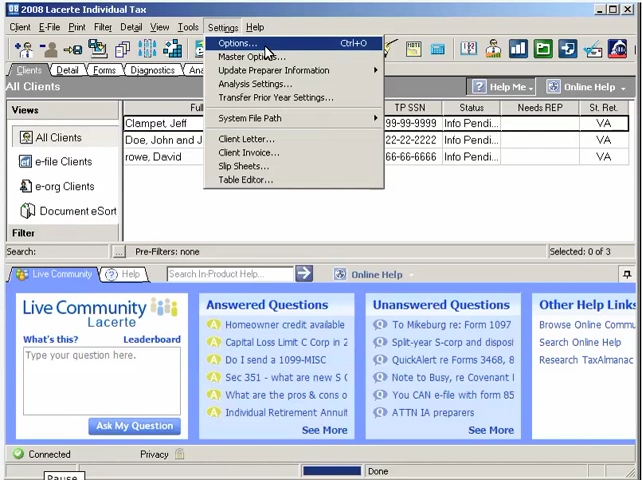 2008 Lacerte Individual Tax
Client E-File Print Filter Detail View Tools Settings Help
Options... Ctrl+O
Master Options...
Update Preparer Information
Analysis Settings...
Transfer Prior Year Settings...
System File Path
Client Letter...
Client Invoice...
Slip Sheets...
Table Editor...
Clients Detail Forms Diagnostics
Help Me Online Help
All Clients
Views
All Clients
e-file Clients
e-org Clients
Document eSort
Filter
TP SSN Status Needs REP St. Ret.
Clampet, Jeff 99-99-9999 Info Pendi... VA
Doe, John and J 22-22-2222 Info Pendi... VA
rowe, David 66-66-6666 Info Pendi... VA
Search: ... Pre-Filters: none Selected: 0 of 3
Live Community Help Search In-Product Help... Online Help
Live Community
Lacerte
What's this? Leaderboard
Type your question here.
Ask My Question
Answered Questions
Homeowner credit available
Capital Loss Limit C Corp in 2
Do I send a 1099-MISC
Sec 351 - what are new S C
What are the pros & cons o
Individual Retirement Annuit
See More
Unanswered Questions
To Mikeburg re: Form 1097
Split-year S-corp and disposi
QuickAlert re Forms 3468, 8
Note to Busy, re Covenant I
You CAN e-file with form 85
ATTN IA preparers
See More
Other Help Links
Browse Online Commu
Search Online Help
Research TaxAlmanac
Connected Privacy
Done
Pause